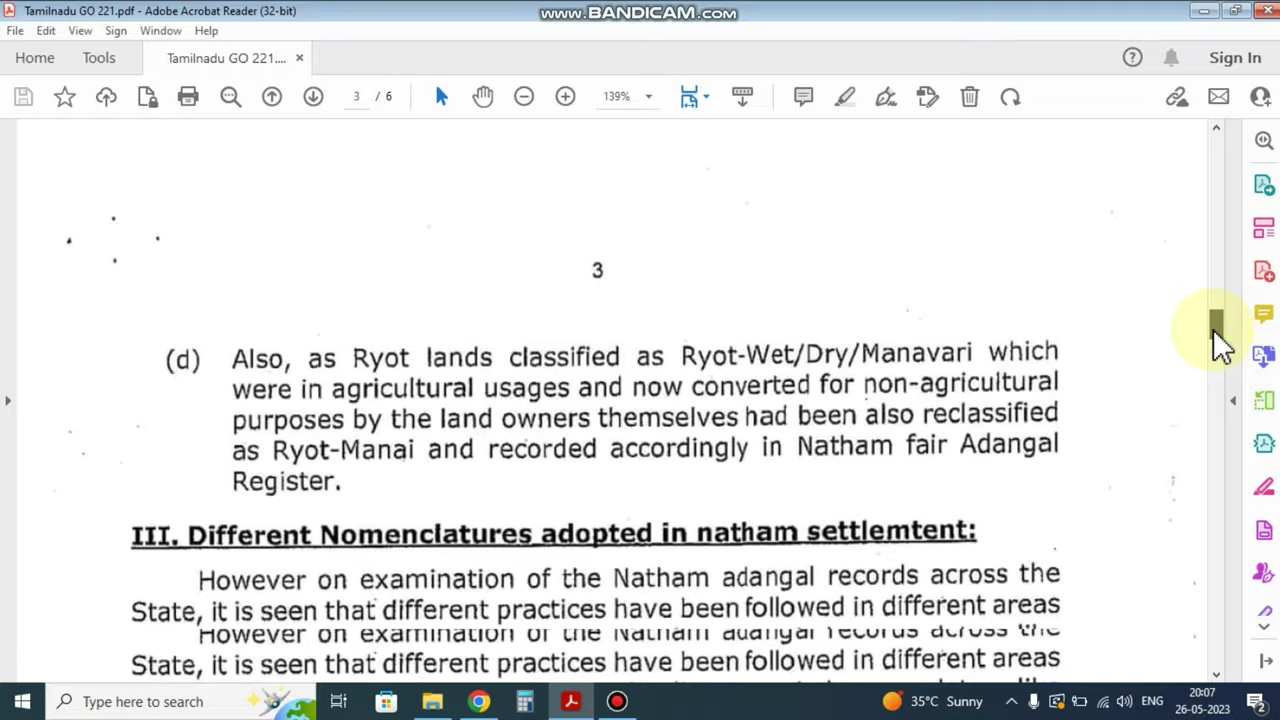 Tamilnadu GO 221.pdf - Adobe Acrobat Reader (32-bit)
www.BANDICAM.com
File Edit View Sign Window Help
Home Tools Tamilnadu GO 221.... × Sign In
3 / 6 139%
3
(d) Also, as Ryot lands classified as Ryot-Wet/Dry/Manavari which
were in agricultural usages and now converted for non-agricultural
purposes by the land owners themselves had been also reclassified
as Ryot-Manai and recorded accordingly in Natham fair Adangal
Register.
III. Different Nomenclatures adopted in natham settlemtent:
However on examination of the Natham adangal records across the
State, it is seen that different practices have been followed in different areas
However on examination of the Natham adangal records across the
State, it is seen that different practices have been followed in different areas
Type here to search
35°C Sunny
ENG
20:07
26-05-2023
2